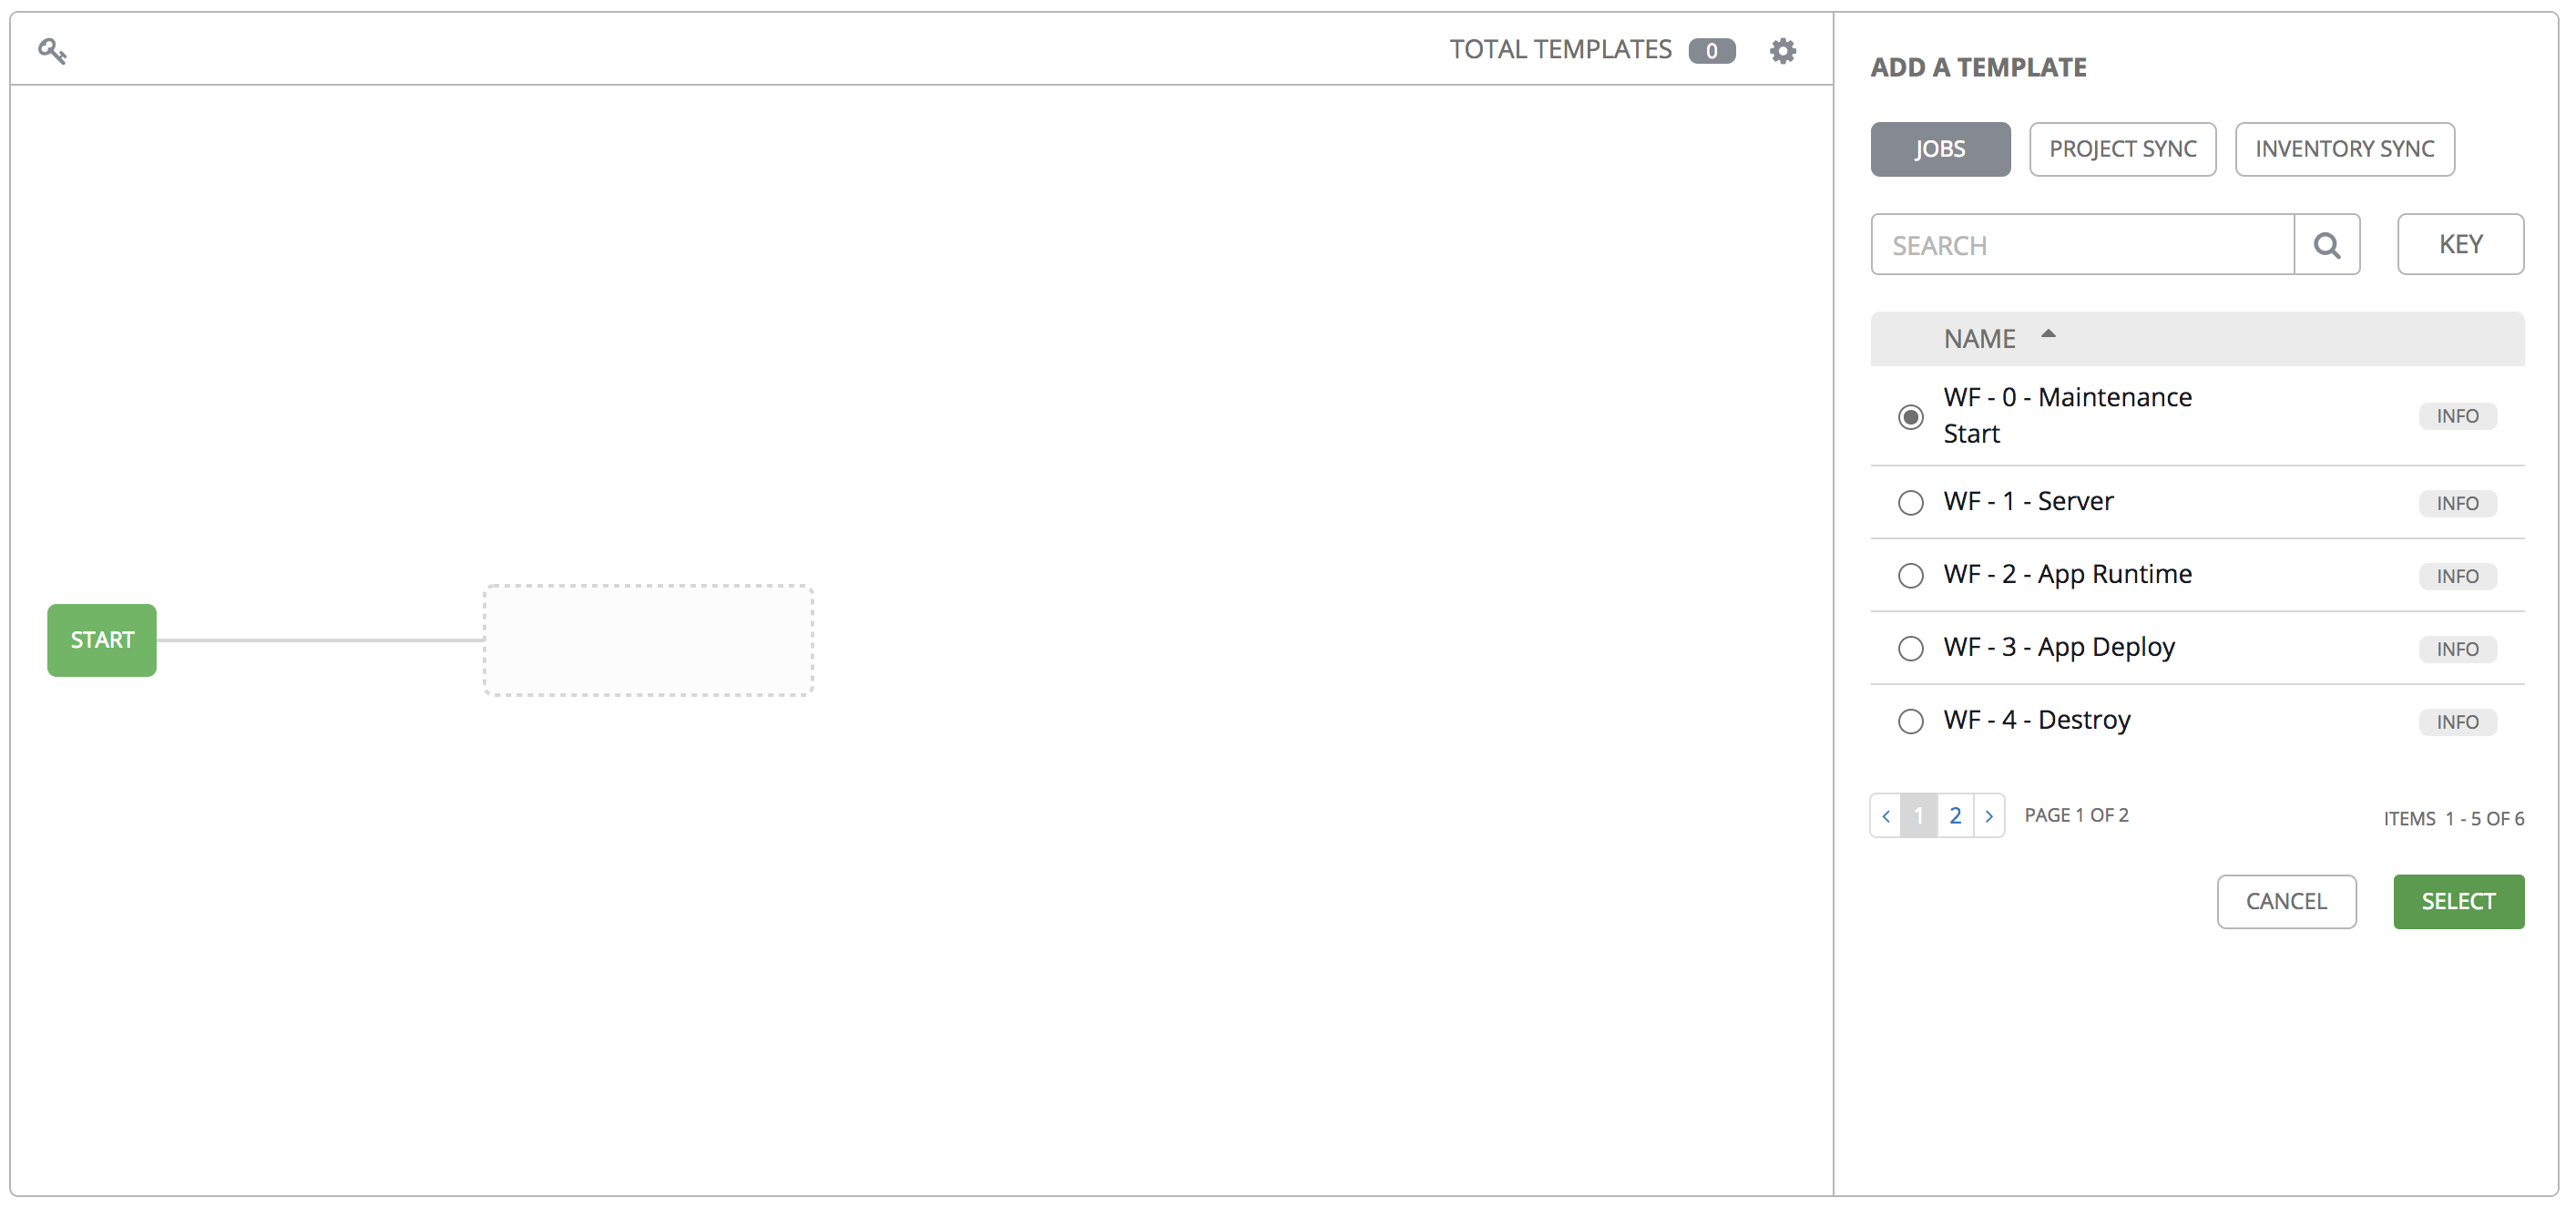 TOTAL TEMPLATES 0
START
ADD A TEMPLATE
JOBS PROJECT SYNC INVENTORY SYNC
SEARCH KEY
NAME
WF - 0 - Maintenance
Start
INFO
WF - 1 - Server INFO
WF - 2 - App Runtime INFO
WF - 3 - App Deploy INFO
WF - 4 - Destroy INFO
‹ 1 2 › PAGE 1 OF 2 ITEMS 1 - 5 OF 6
CANCEL SELECT